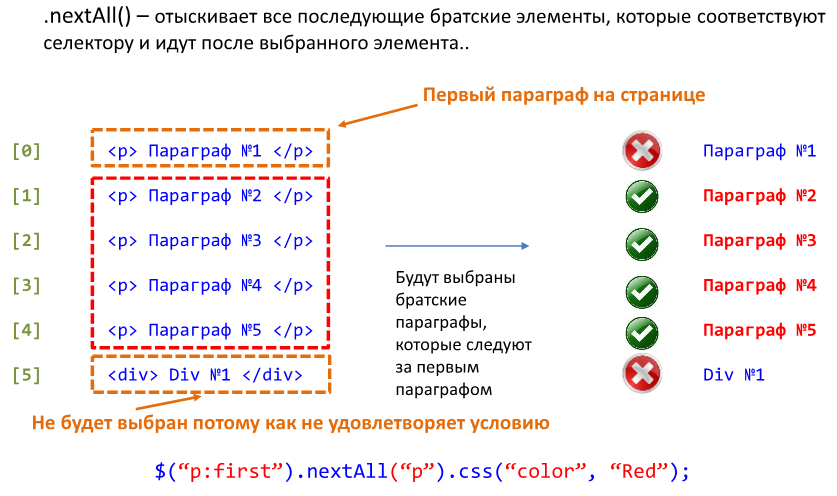 .nextAll() – отыскивает все последующие братские элементы, которые соответствуют
селектору и идут после выбранного элемента..
Первый параграф на странице
[0] <p> Параграф №1 </p> Параграф №1
[1] <p> Параграф №2 </p> Параграф №2
[2] <p> Параграф №3 </p> Параграф №3
[3] <p> Параграф №4 </p> Параграф №4
[4] <p> Параграф №5 </p> Параграф №5
[5] <div> Div №1 </div> Div №1
Будут выбраны
братские
параграфы,
которые следуют
за первым
параграфом
Не будет выбран потому как не удовлетворяет условию
$(“p:first”).nextAll(“p”).css(“color”, “Red”);